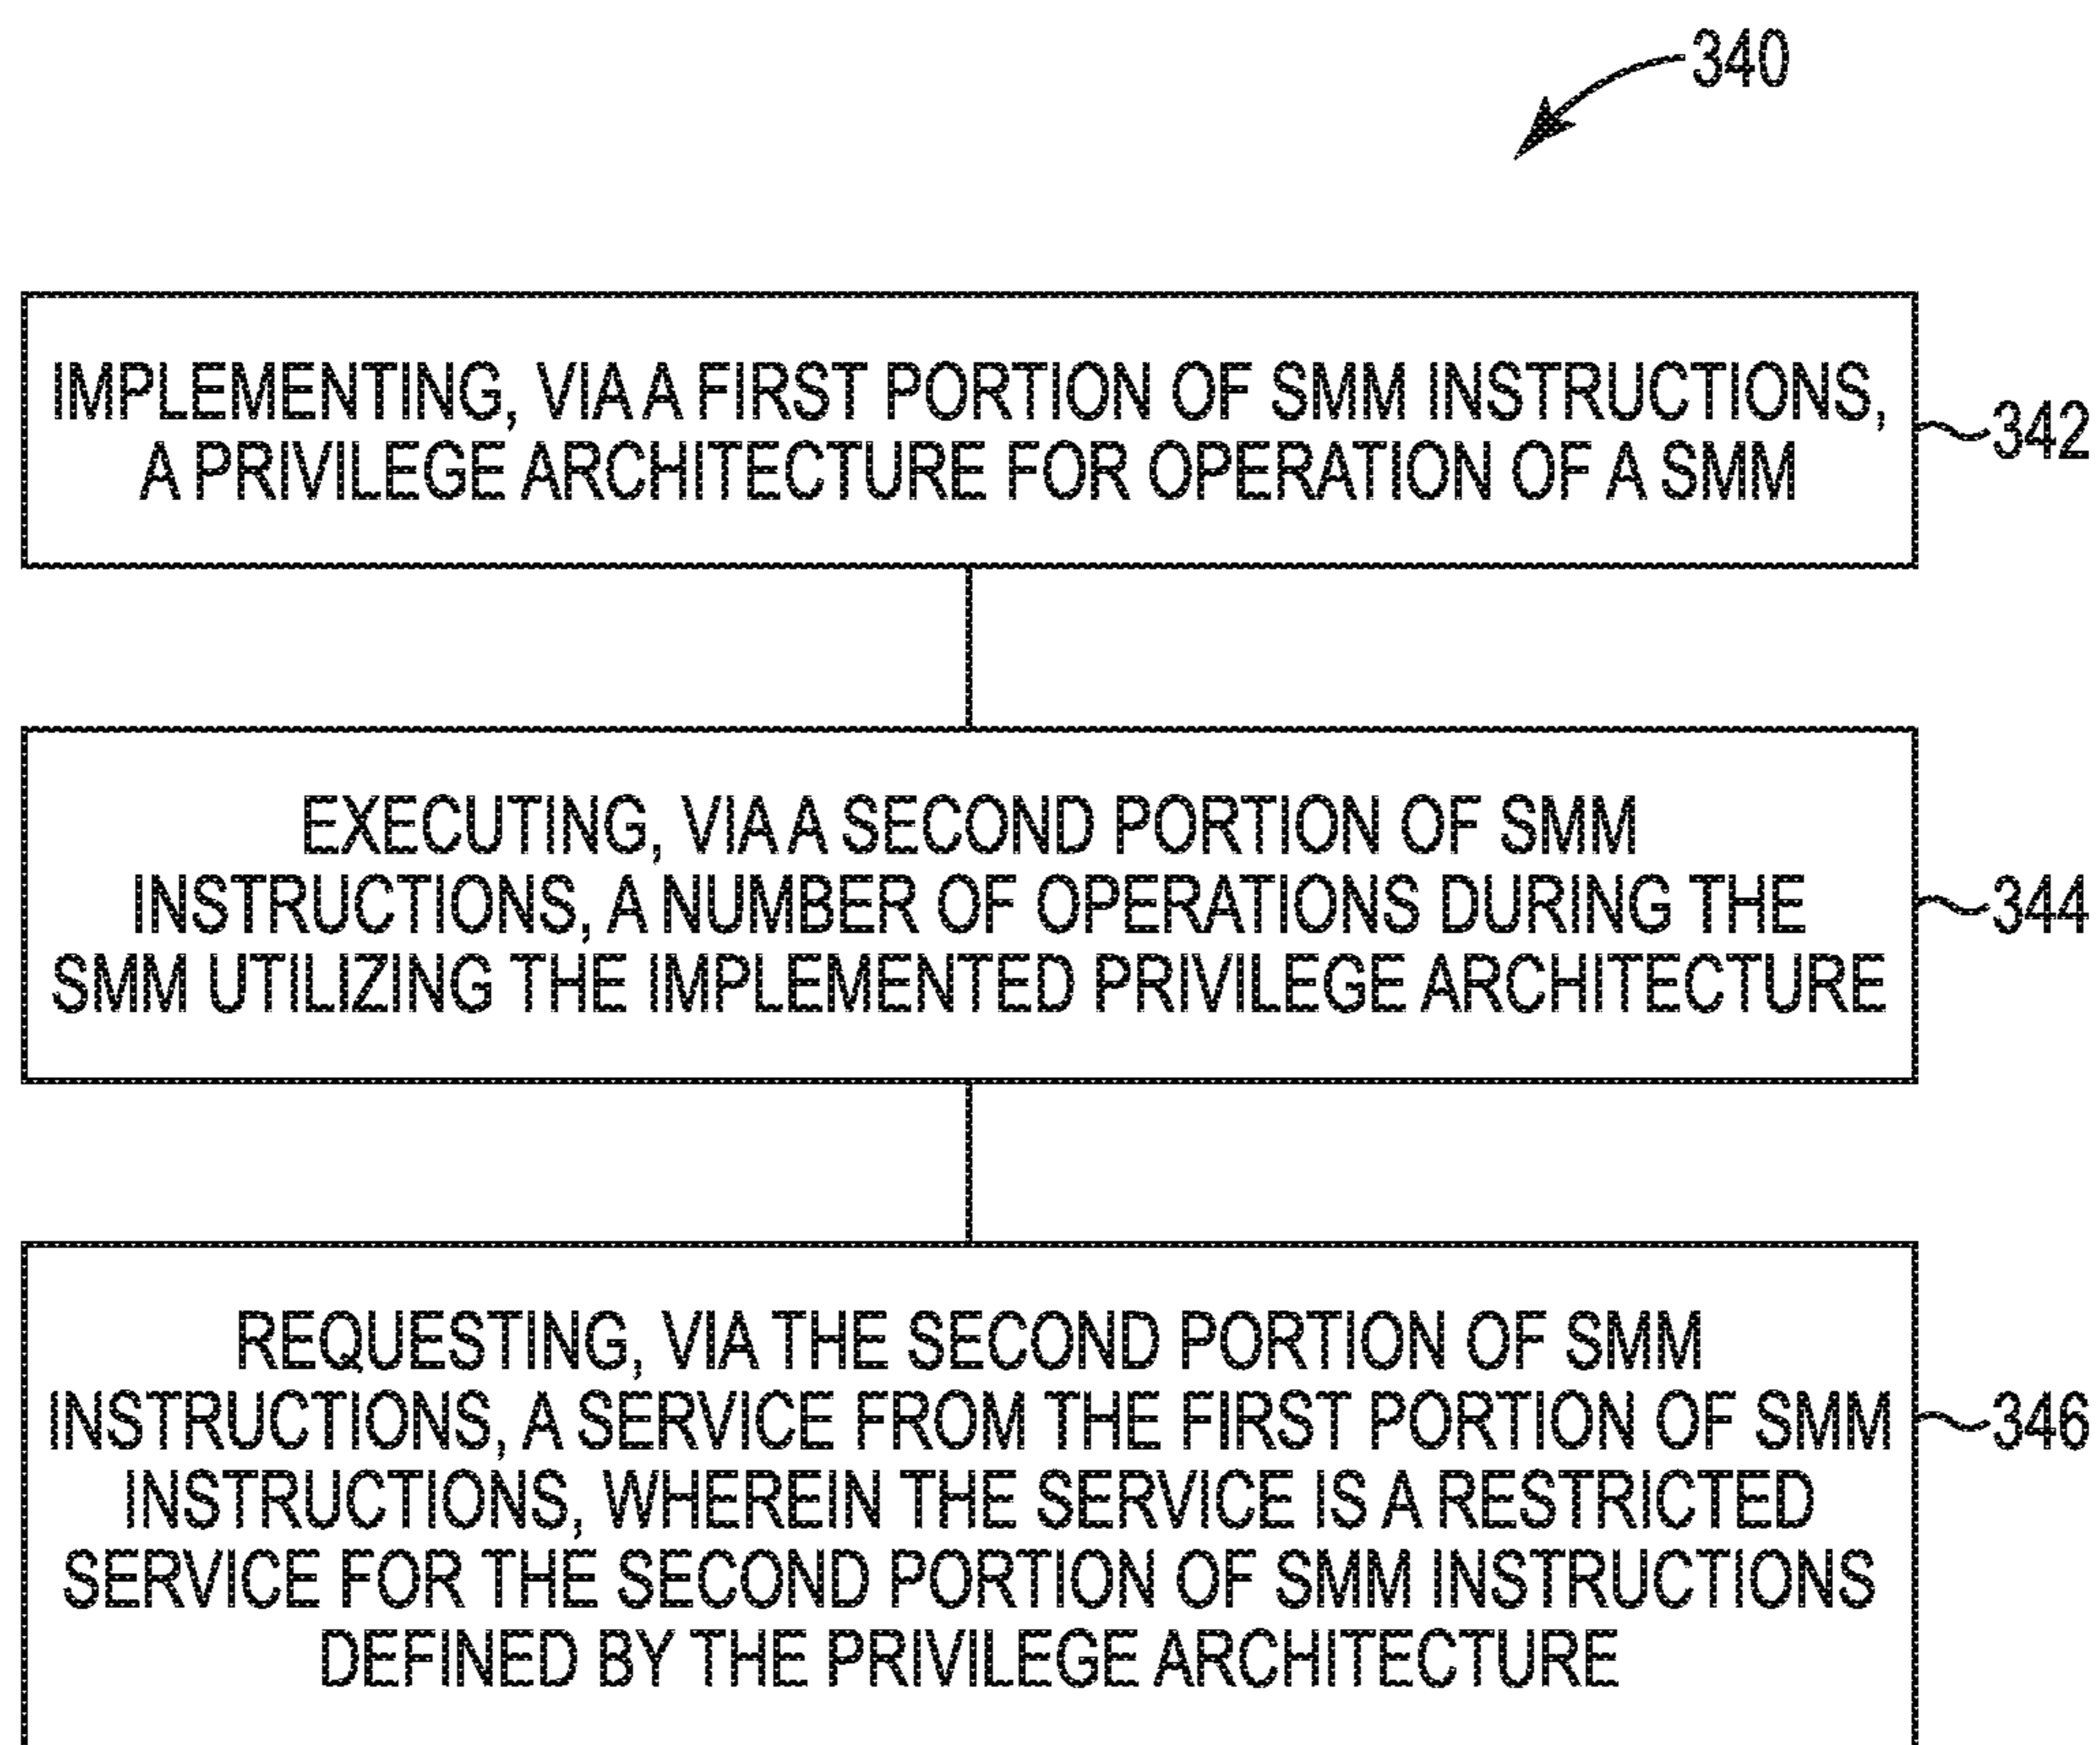 340
IMPLEMENTING, VIA A FIRST PORTION OF SMM INSTRUCTIONS,
A PRIVILEGE ARCHITECTURE FOR OPERATION OF A SMM
342
EXECUTING, VIA A SECOND PORTION OF SMM
INSTRUCTIONS, A NUMBER OF OPERATIONS DURING THE
SMM UTILIZING THE IMPLEMENTED PRIVILEGE ARCHITECTURE
344
REQUESTING, VIA THE SECOND PORTION OF SMM
INSTRUCTIONS, A SERVICE FROM THE FIRST PORTION OF SMM
INSTRUCTIONS, WHEREIN THE SERVICE IS A RESTRICTED
SERVICE FOR THE SECOND PORTION OF SMM INSTRUCTIONS
DEFINED BY THE PRIVILEGE ARCHITECTURE
346